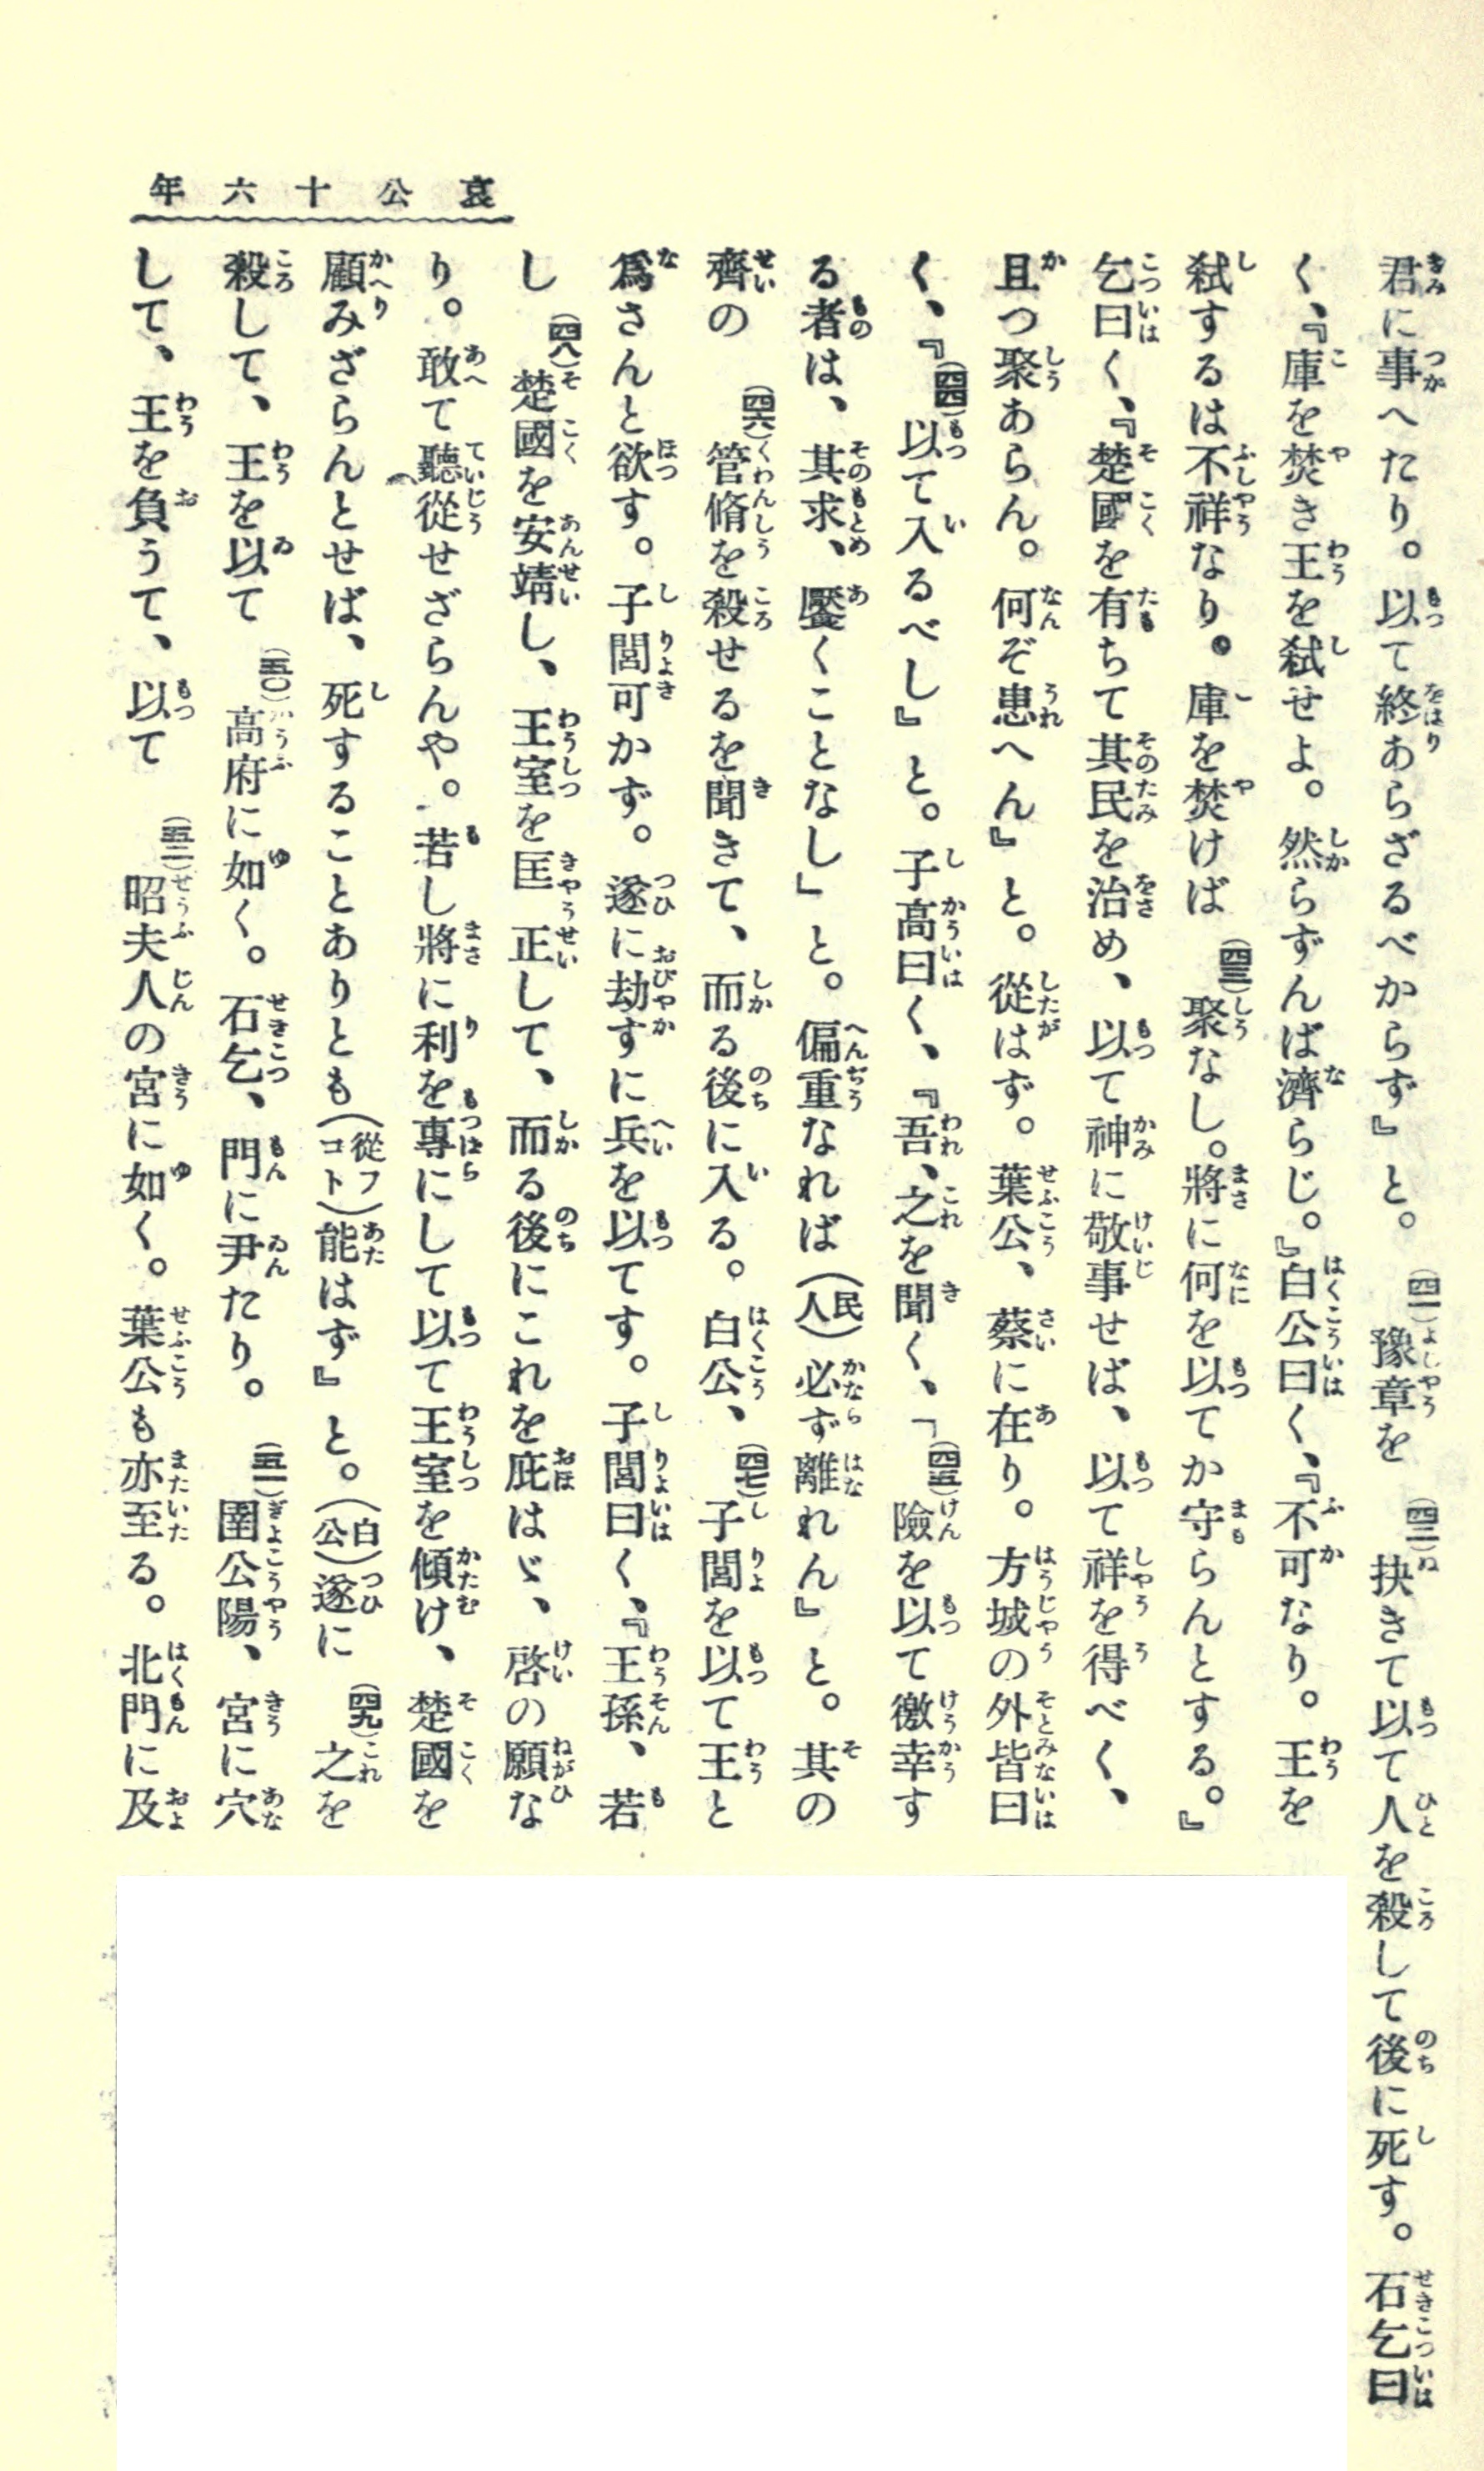 哀公十六年
君に事へたり。以て終あらざるべからず』と。(四一)豫章を(四二)抉きて以て人を殺して後に死す。石乞曰
く、『庫を焚き王を弑せよ。然らずんば濟らじ。』白公曰く、『不可なり。王を
弑するは不祥なり。庫を焚けば(四三)聚なし。將に何を以てか守らんとする。』
乞曰く、『楚國を有ちて其民を治め、以て神に敬事せば、以て祥を得べく、
且つ聚あらん。何ぞ患へん』と。從はず。葉公、蔡に在り。方城の外皆曰
く、『(四四)以て入るべし』と。子高曰く、『吾、之を聞く、「(四五)險を以て徼幸す
る者は、其求、饜くことなし」と。偏重なれば(民人)必ず離れん』と。其の
齊の(四六)管脩を殺せるを聞きて、而る後に入る。白公、(四七)子閭を以て王と
爲さんと欲す。子閭可かず。遂に劫すに兵を以てす。子閭曰く、『王孫、若
し(四八)楚國を安靖し、王室を匡正して、而る後にこれを庇はゞ、啓の願な
り。敢て聽從せざらんや。若し將に利を專にして以て王室を傾け、楚國を
顧みざらんとせば、死することありとも(從フコト)能はず』と。(白公)遂に(四九)之を
殺して、王を以て(五〇)高府に如く。石乞、門に尹たり。(五一)圉公陽、宮に穴
して、王を負うて、以て(五二)昭夫人の宮に如く。葉公も亦至る。北門に及